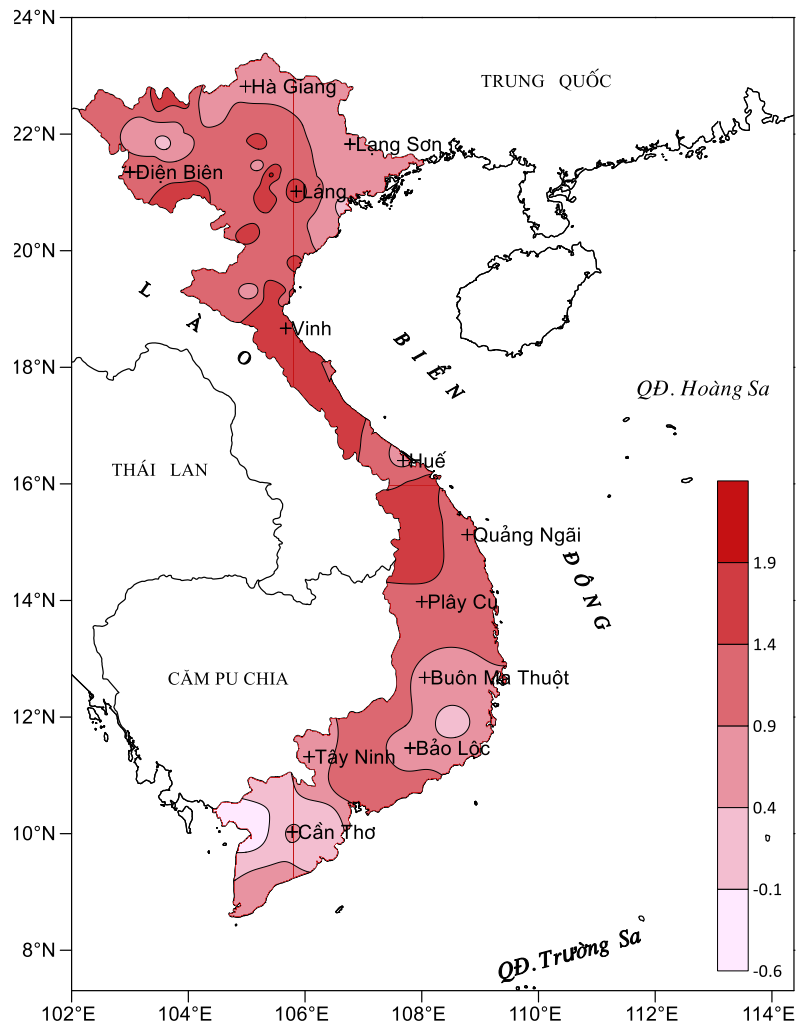 24°N
22°N
20°N
18°N
16°N
14°N
12°N
10°N
8°N
102°E
104°E
106°E
108°E
110°E
112°E
114°E
TRUNG QUỐC
Hà Giang
Lạng Sơn
Điện Biên
Láng
LÀO
Vinh
BIỂN
QĐ. Hoàng Sa
THÁI LAN
Huế
Quảng Ngãi
ĐÔNG
Plây Cu
CĂM PU CHIA
Buôn Ma Thuột
Bảo Lộc
Tây Ninh
Cần Thơ
QĐ. Trường Sa
1.9
1.4
0.9
0.4
-0.1
-0.6